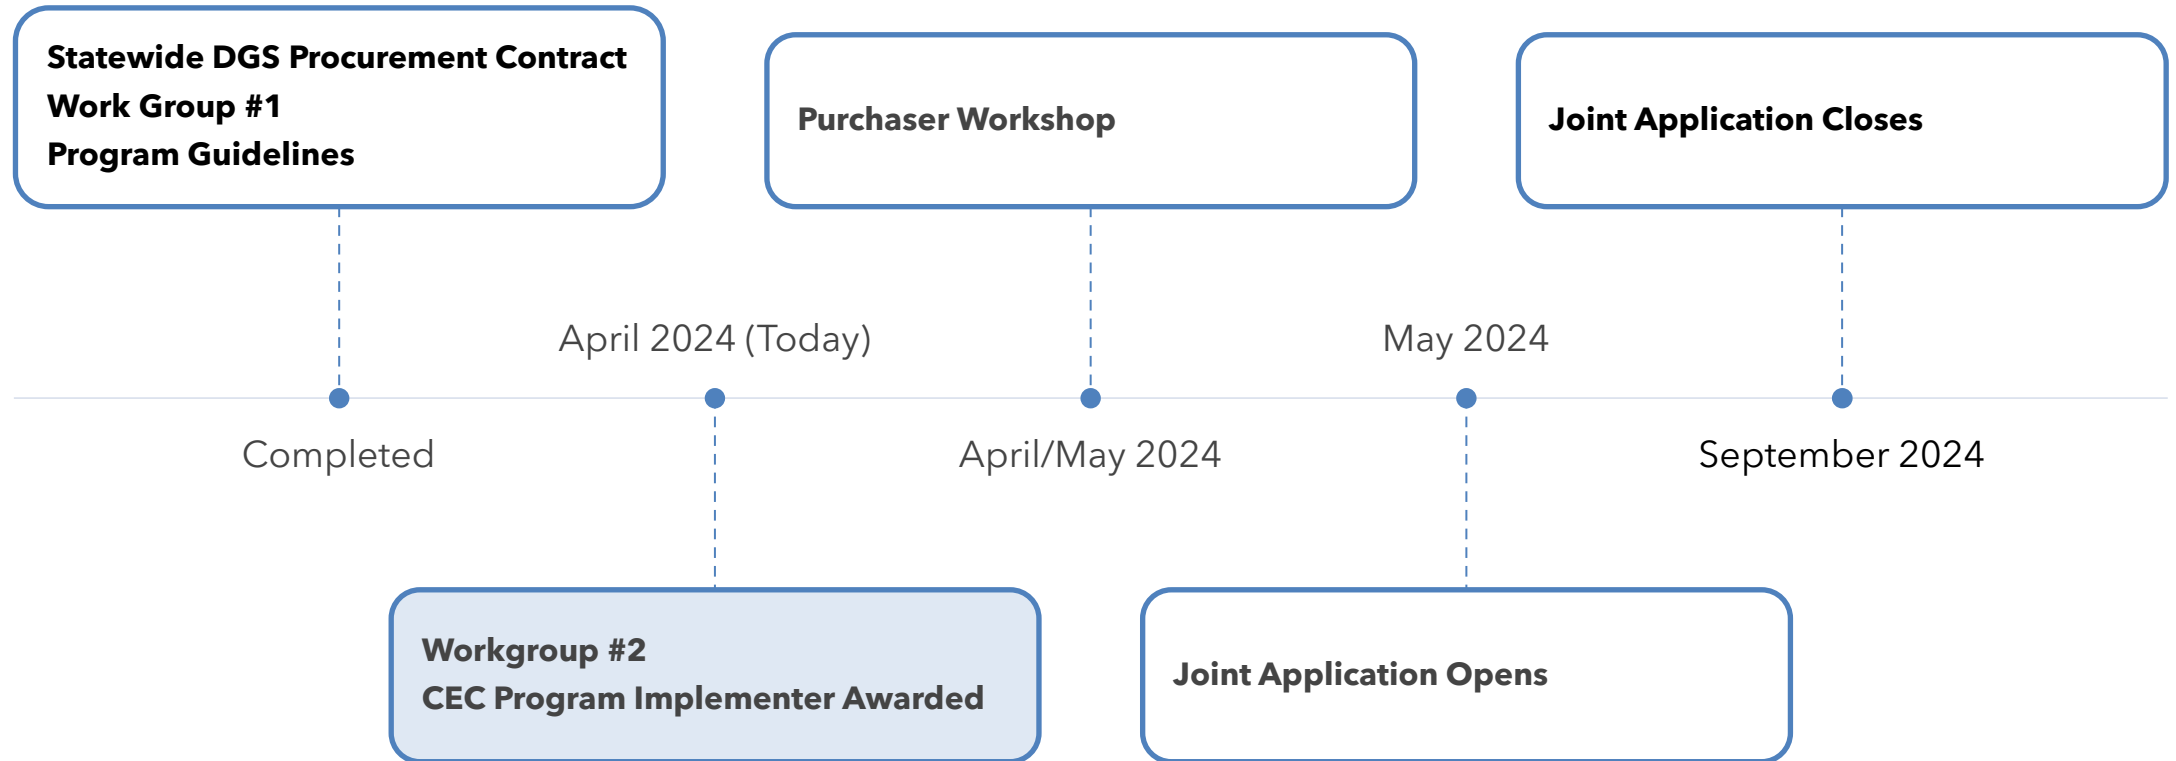 Statewide DGS Procurement Contract
Work Group #1
Program Guidelines
Purchaser Workshop
Joint Application Closes
April 2024 (Today)
May 2024
Completed
April/May 2024
September 2024
Workgroup #2
CEC Program Implementer Awarded
Joint Application Opens